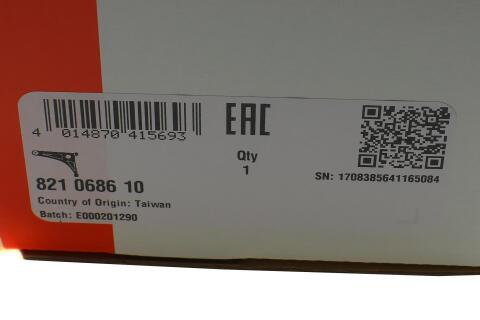 4 014870 415693
EAC
Qty
1
SN: 1708385641165084
821 0686 10
Country of Origin: Taiwan
Batch: E000201290